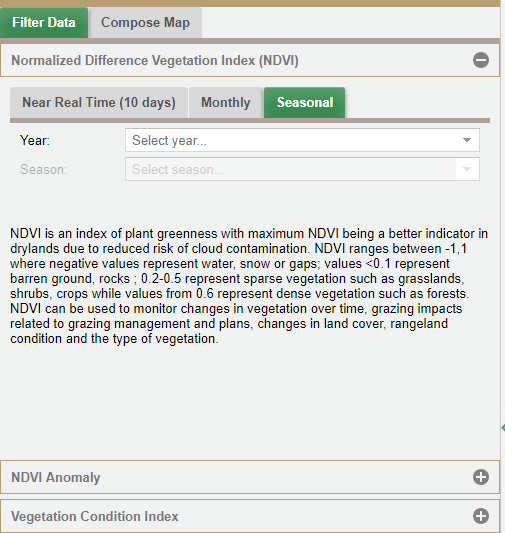 Filter Data Compose Map
Normalized Difference Vegetation Index (NDVI)
Near Real Time (10 days) Monthly Seasonal
Year: Select year...
Season: Select season...
NDVI is an index of plant greenness with maximum NDVI being a better indicator in
drylands due to reduced risk of cloud contamination. NDVI ranges between -1,1
where negative values represent water, snow or gaps; values <0.1 represent
barren ground, rocks ; 0.2-0.5 represent sparse vegetation such as grasslands,
shrubs, crops while values from 0.6 represent dense vegetation such as forests.
NDVI can be used to monitor changes in vegetation over time, grazing impacts
related to grazing management and plans, changes in land cover, rangeland
condition and the type of vegetation.
NDVI Anomaly
Vegetation Condition Index